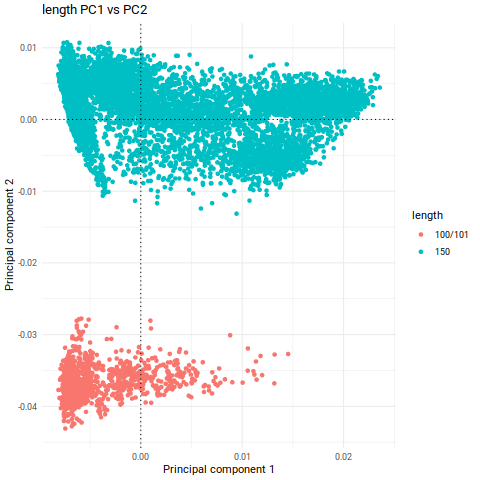 length PC1 vs PC2
0.01
0.00
-0.01
-0.02
-0.03
-0.04
Principal component 2
0.00
0.01
0.02
Principal component 1
length
100/101
150